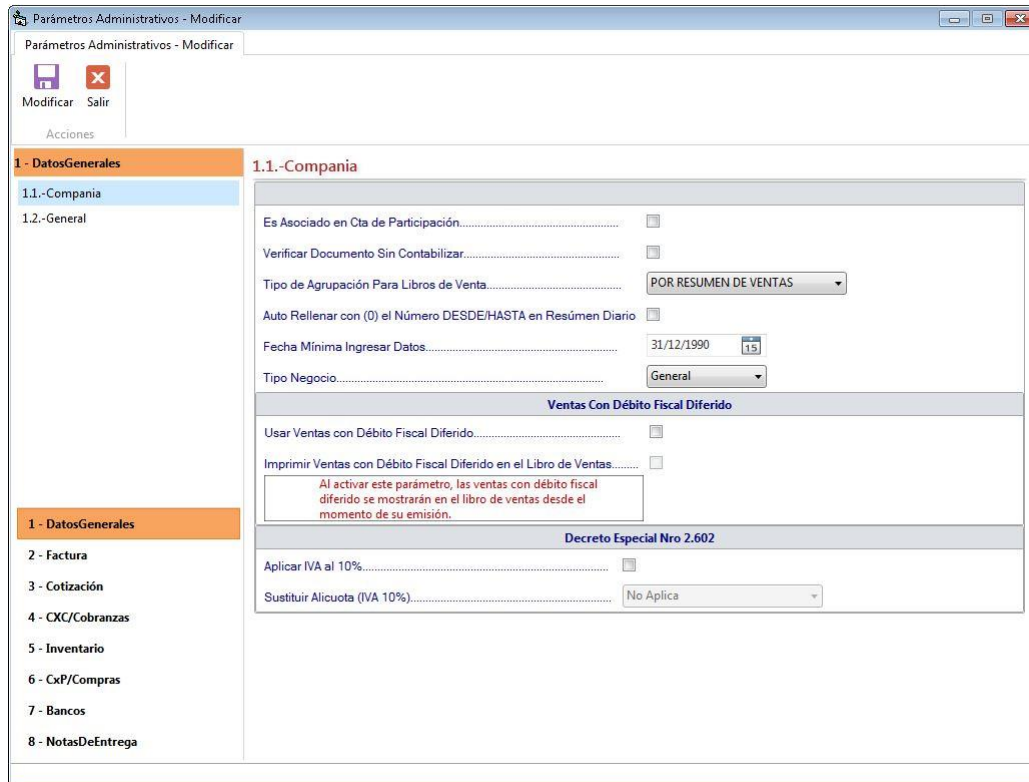 Parámetros Administrativos - Modificar
Parámetros Administrativos - Modificar
Modificar Salir
Acciones
1 - DatosGenerales
1.1.-Compania
1.2.-General
1.1.-Compania
Es Asociado en Cta de Participación
Verificar Documento Sin Contabilizar
Tipo de Agrupación Para Libros de Venta POR RESUMEN DE VENTAS
Auto Rellenar con (0) el Número DESDE/HASTA en Resúmen Diario
Fecha Mínima Ingresar Datos 31/12/1990 15
Tipo Negocio General
Ventas Con Débito Fiscal Diferido
Usar Ventas con Débito Fiscal Diferido
Imprimir Ventas con Débito Fiscal Diferido en el Libro de Ventas
Al activar este parámetro, las ventas con débito fiscal
diferido se mostrarán en el libro de ventas desde el
momento de su emisión.
Decreto Especial Nro 2.602
Aplicar IVA al 10%
Sustituir Alicuota (IVA 10%) No Aplica
1 - DatosGenerales
2 - Factura
3 - Cotización
4 - CXC/Cobranzas
5 - Inventario
6 - CxP/Compras
7 - Bancos
8 - NotasDeEntrega